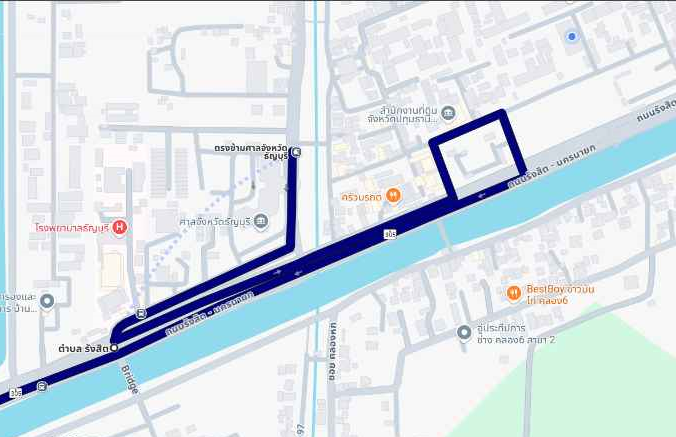 สำนักงานที่ดิน
จังหวัดปทุมธานี...
ถนนรังสิต
ตรงข้ามศาลจังหวัด
ธัญบุรี
ถนนรังสิต - นครนายก
ครัวบรถต
ศาลจังหวัดธัญบุรี
โรงพยาบาลธัญบุรี
H
305
BestBoy ข้าวมัน
ไก่ คลอง6
ถนนรังสิต - นครนายก
อู่ประทีปการ
ช่าง คลอง6 สาขา 2
ตำบล รังสิต
ซอย คลองหก
Bridge
305
97